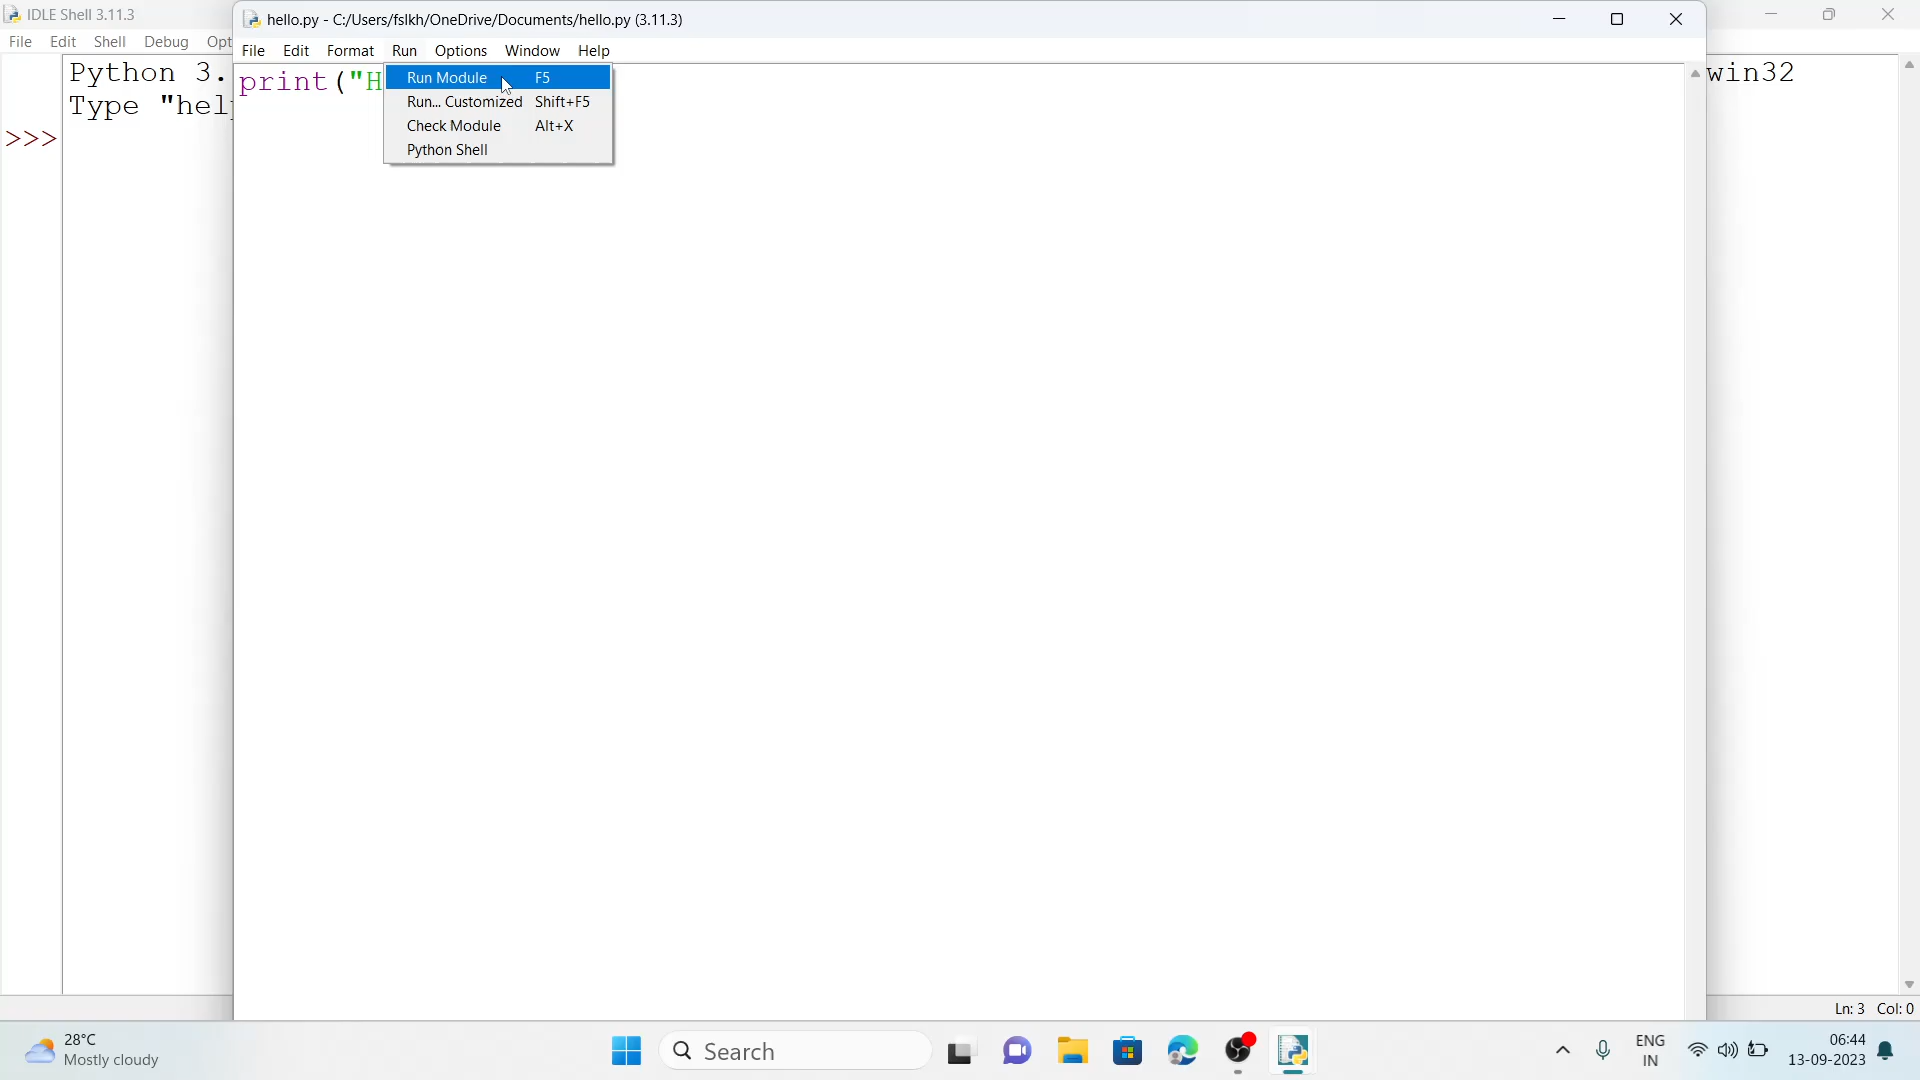 IDLE Shell 3.11.3
File Edit Shell Debug Opt
Python 3.
Type "hel
>>>
win32
hello.py - C:/Users/fslkh/OneDrive/Documents/hello.py (3.11.3)
File Edit Format Run Options Window Help
print("H
Run Module F5
Run... Customized Shift+F5
Check Module Alt+X
Python Shell
Ln: 3 Col: 0
28°C
Mostly cloudy
Search
ENG
IN
06:44
13-09-2023